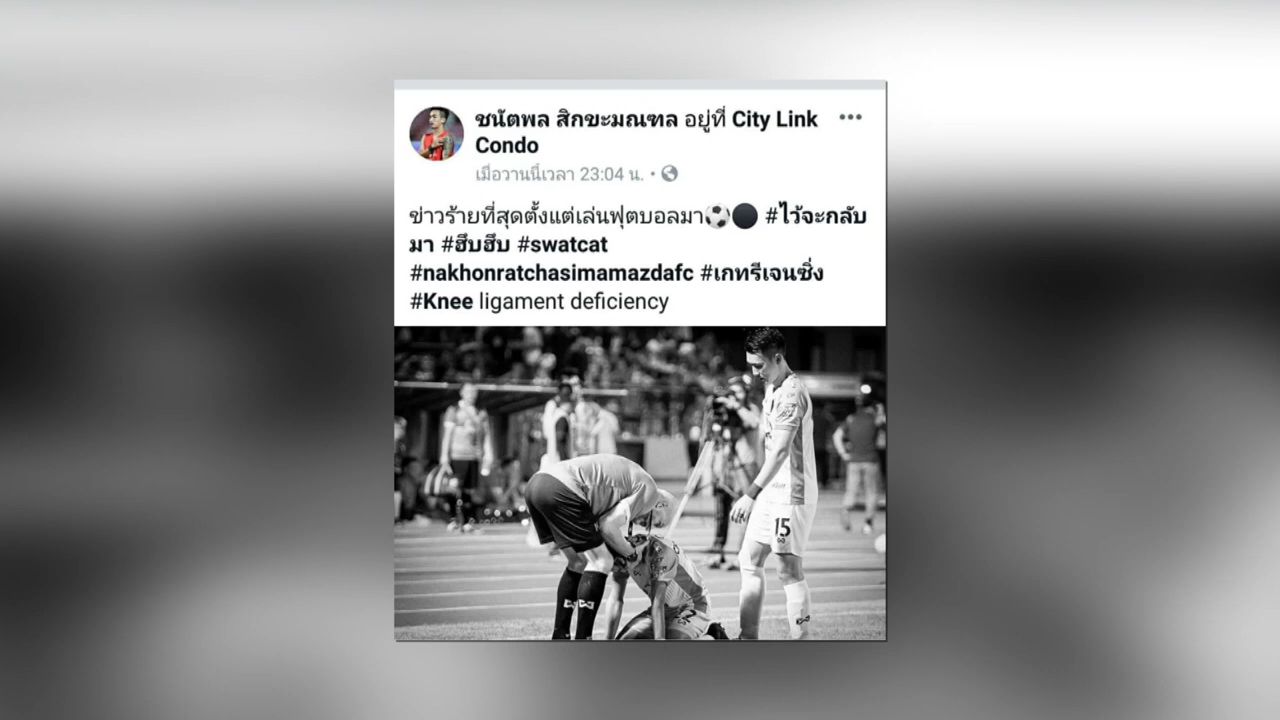 ชนัตพล สิกขะมณฑล อยู่ที่ City Link
Condo
เมื่อวานนี้เวลา 23:04 น.
ข่าวร้ายที่สุดตั้งแต่เล่นฟุตบอลมา⚽⚫ #ไว้จะกลับ
มา #ฮึบฮึบ #swatcat
#nakhonratchasimamazdafc #เกทรีเจนซิ่ง
#Knee ligament deficiency
15